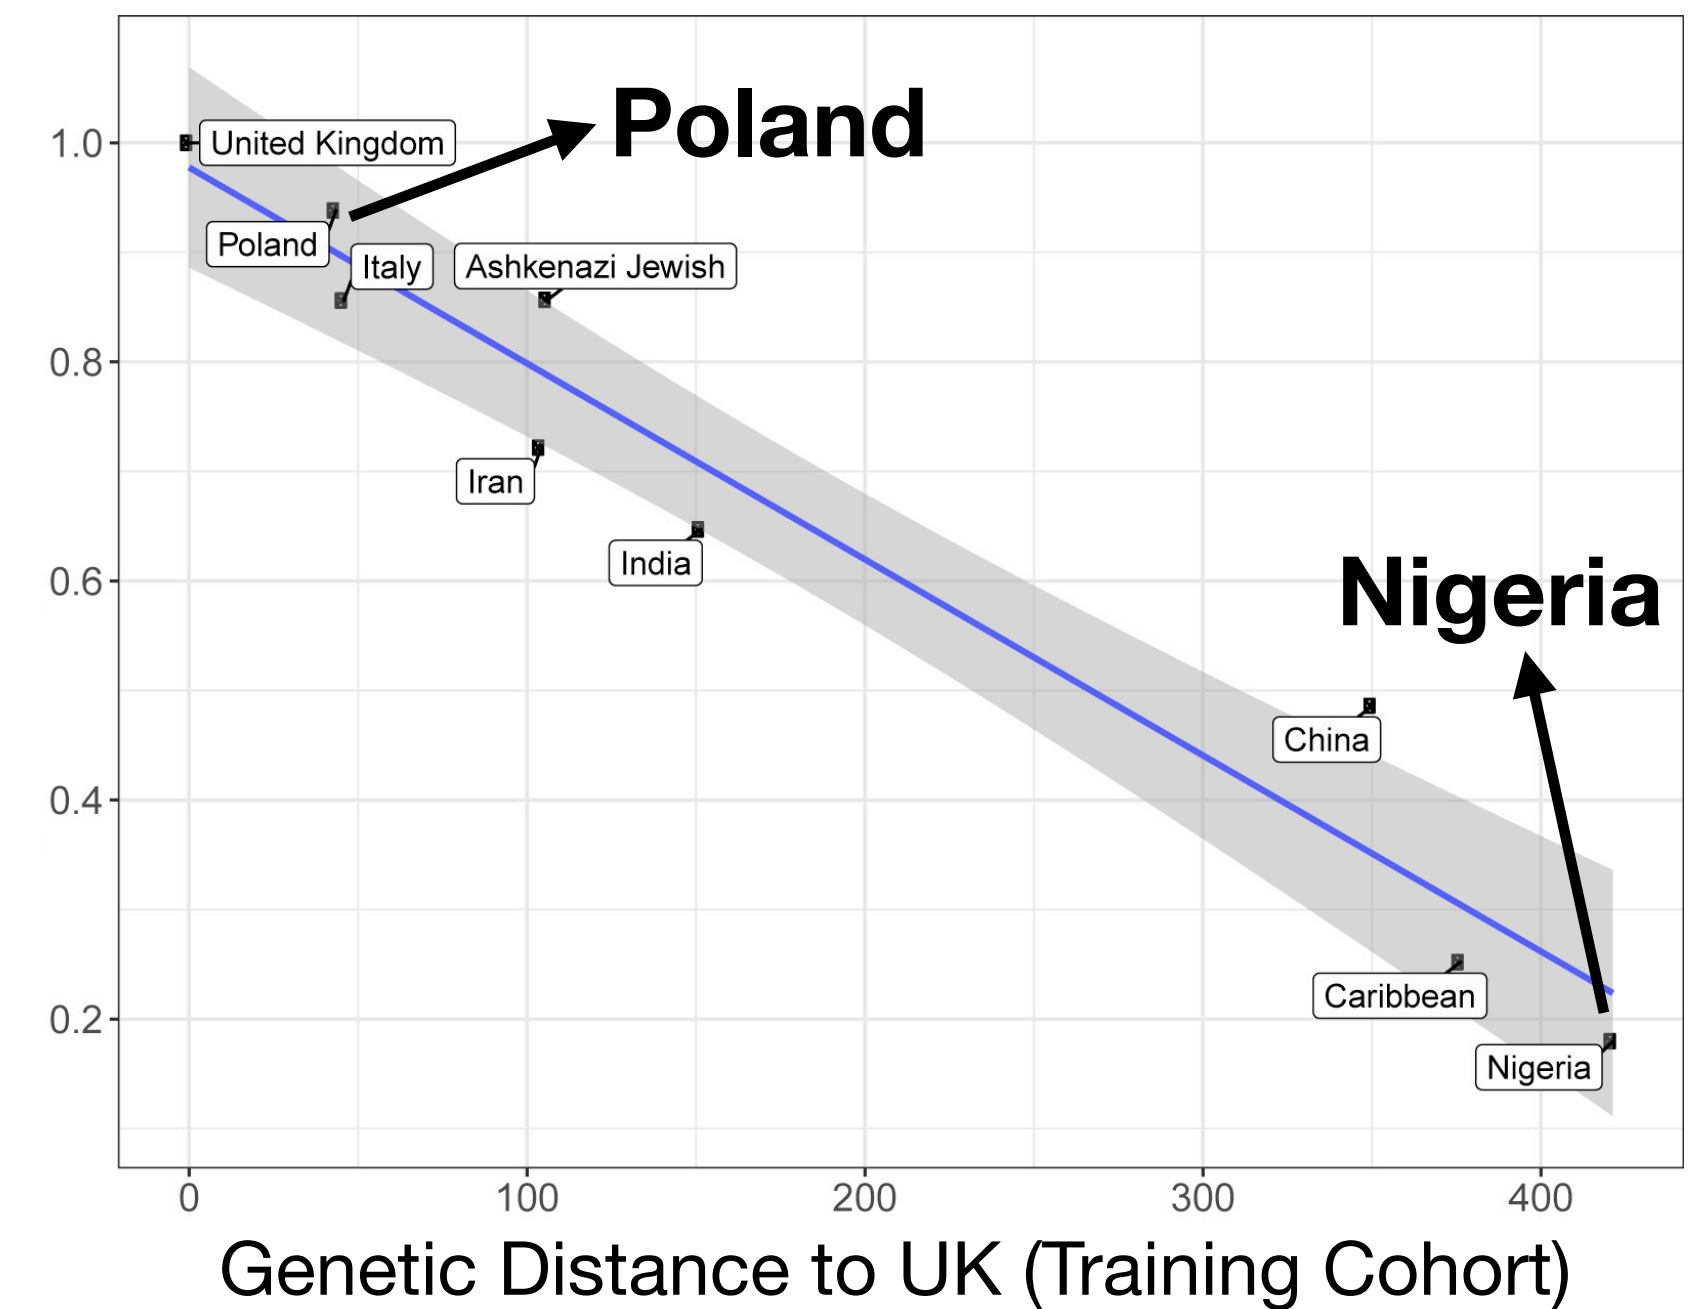 Poland
1.0
United Kingdom
Poland
Italy
Ashkenazi Jewish
0.8
Iran
India
0.6
Nigeria
China
0.4
Caribbean
0.2
Nigeria
0 100 200 300 400
Genetic Distance to UK (Training Cohort)